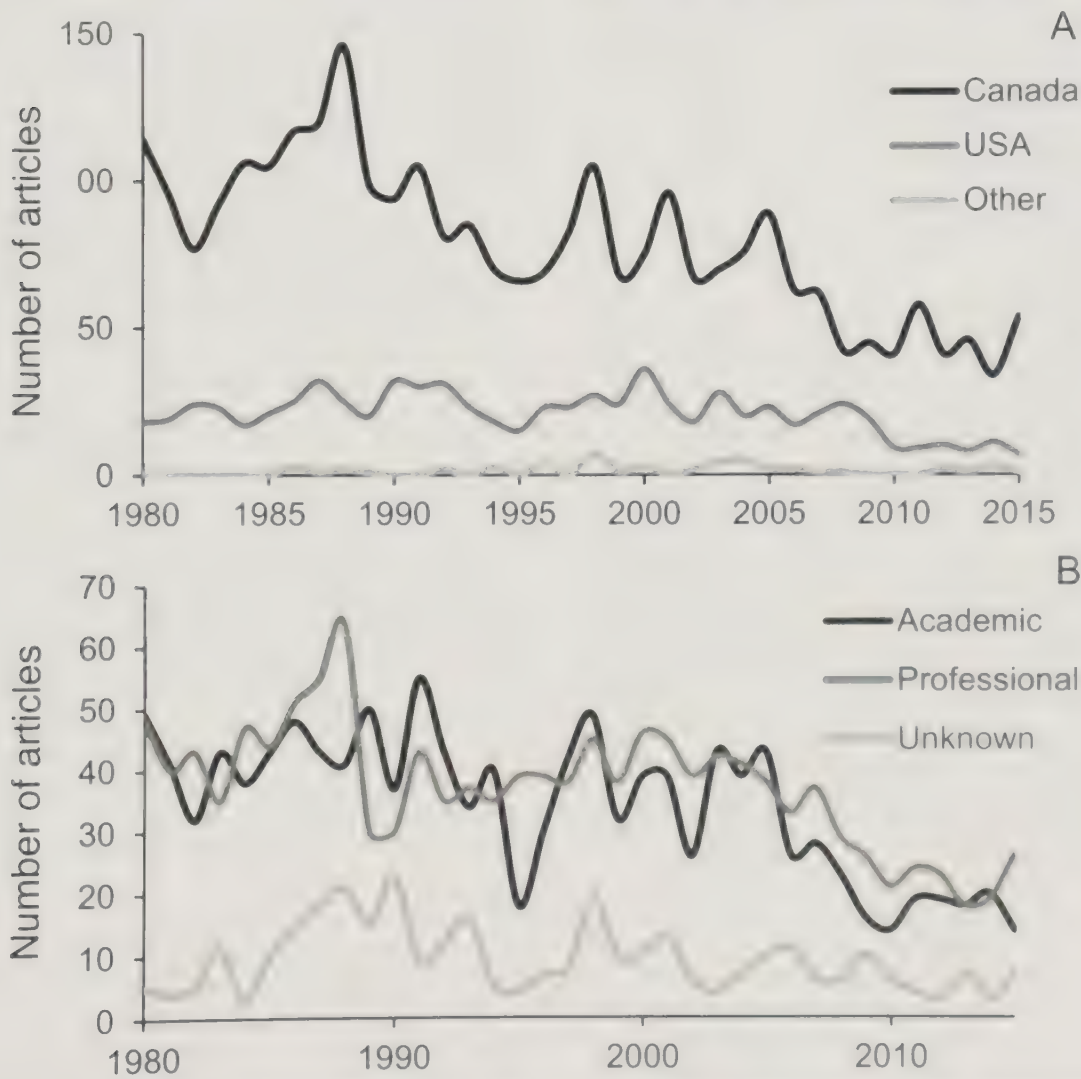 A
150
00
50
0
Number of articles
Canada
USA
Other
1980 1985 1990 1995 2000 2005 2010 2015
B
70
60
50
40
30
20
10
0
Number of articles
Academic
Professional
Unknown
1980 1990 2000 2010